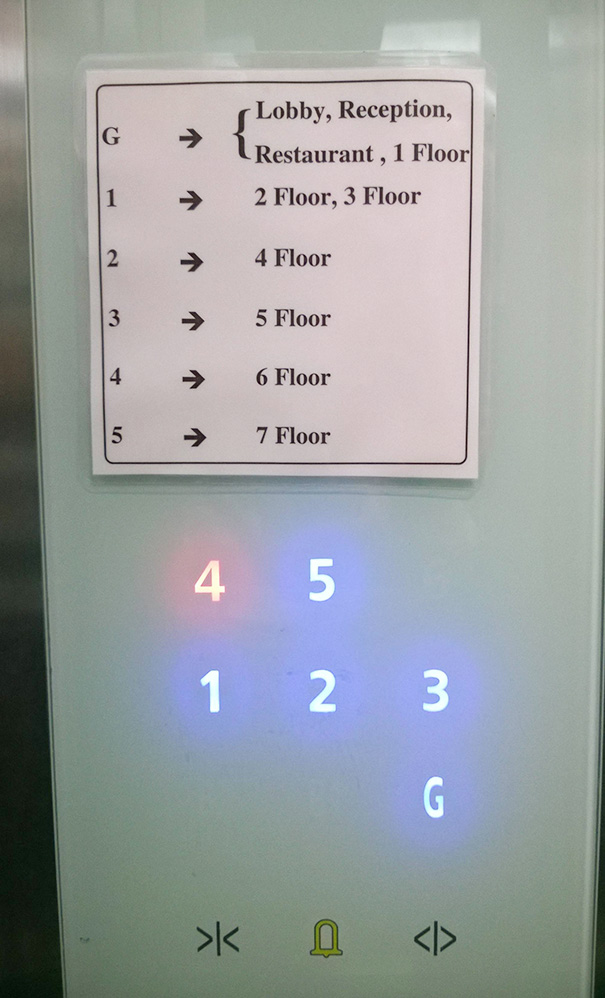 G → { Lobby, Reception,
Restaurant , 1 Floor
1 → 2 Floor, 3 Floor
2 → 4 Floor
3 → 5 Floor
4 → 6 Floor
5 → 7 Floor
4 5
1 2 3
G
>|< <|>